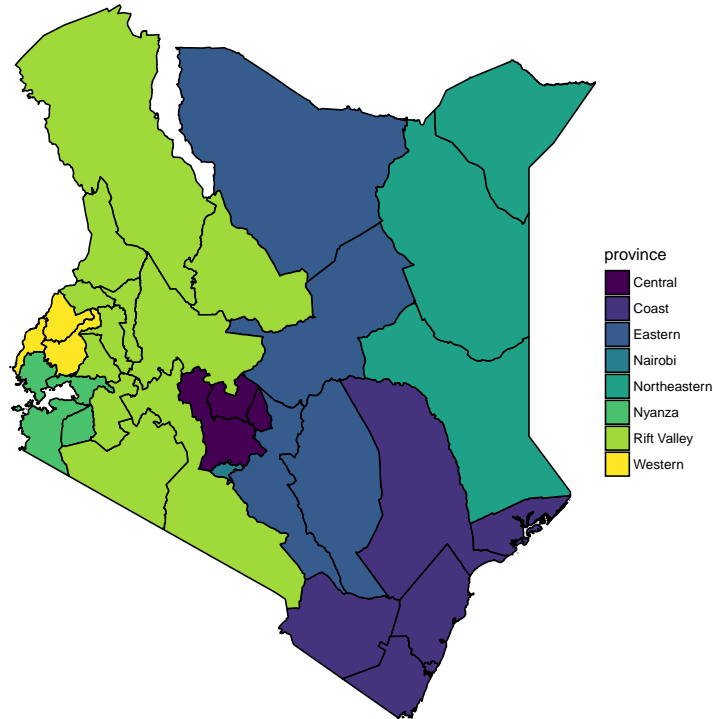 province
Central
Coast
Eastern
Nairobi
Northeastern
Nyanza
Rift Valley
Western